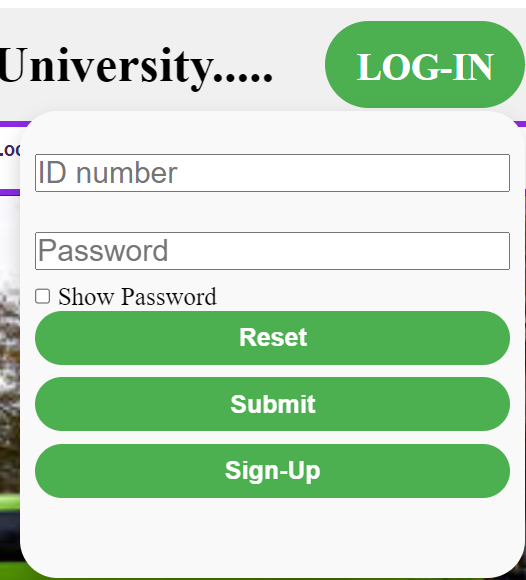 University.....
LOG-IN
ID number
Password
Show Password
Reset
Submit
Sign-Up